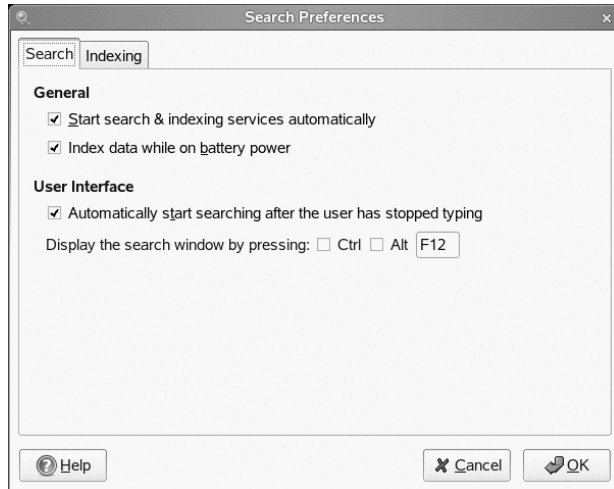 Search Preferences
Search Indexing
General
Start search & indexing services automatically
Index data while on battery power
User Interface
Automatically start searching after the user has stopped typing
Display the search window by pressing: Ctrl Alt F12
Help Cancel OK